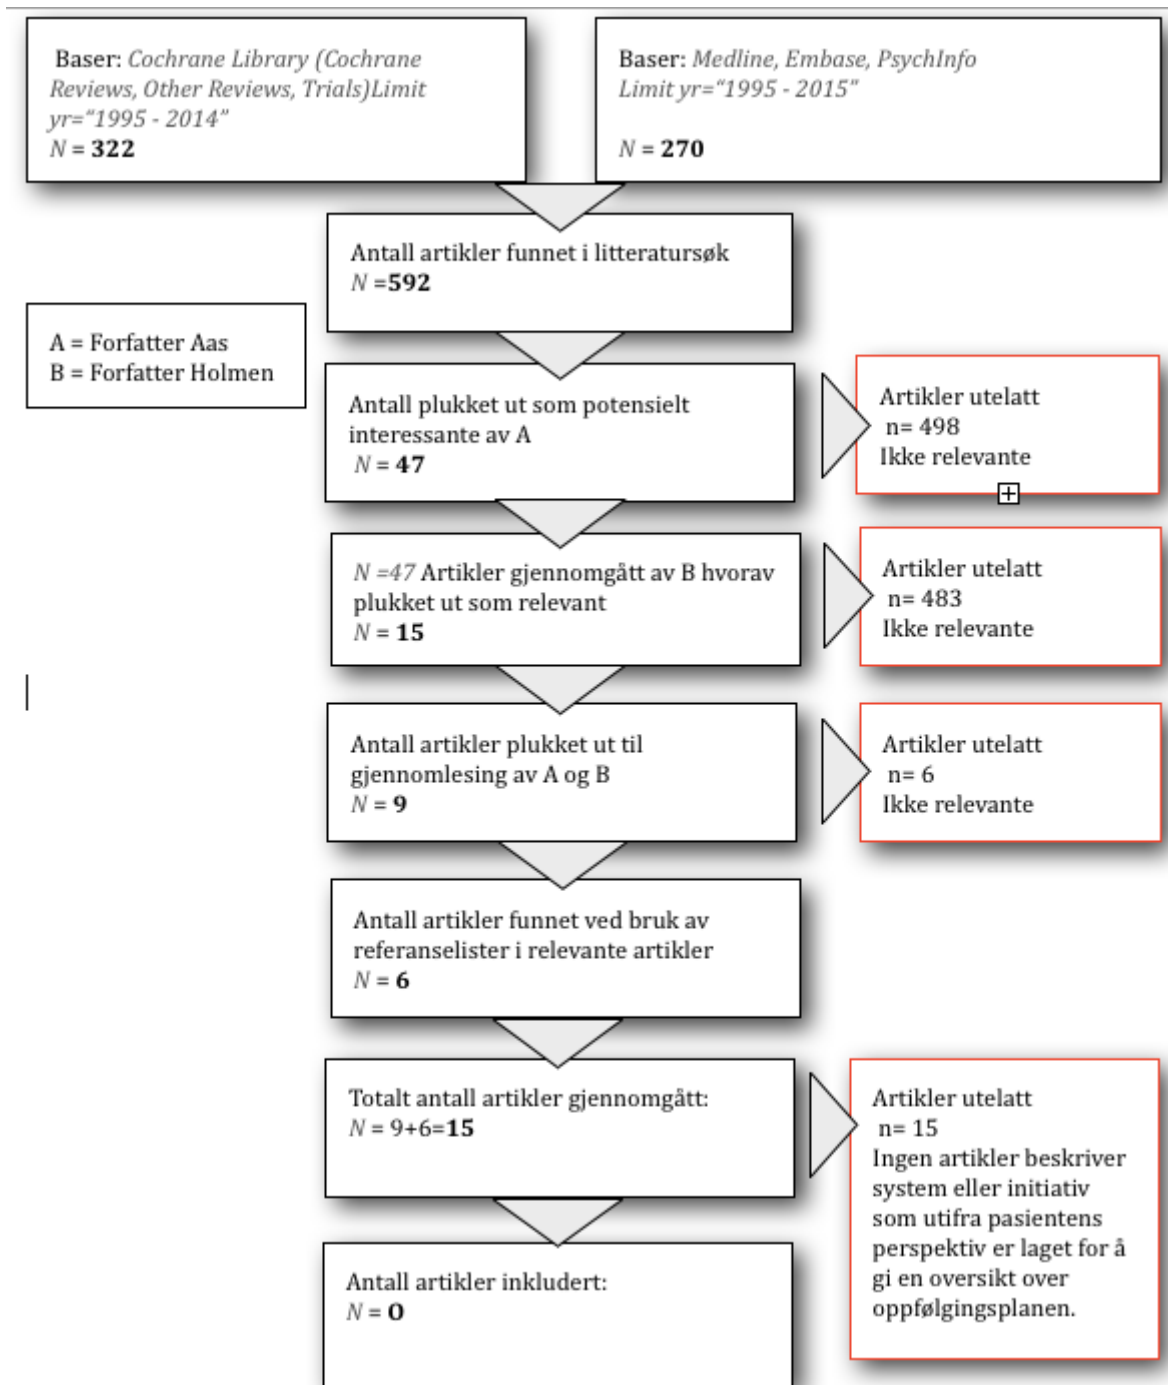 Baser: Cochrane Library (Cochrane
Reviews, Other Reviews, Trials)Limit
yr=“1995 - 2014”
N = 322
Baser: Medline, Embase, PsychInfo
Limit yr=“1995 - 2015”
N = 270
Antall artikler funnet i litteratursøk
N =592
A = Forfatter Aas
B = Forfatter Holmen
Antall plukket ut som potensielt
interessante av A
N = 47
Artikler utelatt
n= 498
Ikke relevante
N =47 Artikler gjennomgått av B hvorav
plukket ut som relevant
N = 15
Artikler utelatt
n= 483
Ikke relevante
Antall artikler plukket ut til
gjennomlesing av A og B
N = 9
Artikler utelatt
n= 6
Ikke relevante
Antall artikler funnet ved bruk av
referanselister i relevante artikler
N = 6
Totalt antall artikler gjennomgått:
N = 9+6=15
Artikler utelatt
n= 15
Ingen artikler beskriver
system eller initiativ
som utifra pasientens
perspektiv er laget for å
gi en oversikt over
oppfølgingsplanen.
Antall artikler inkludert:
N = 0